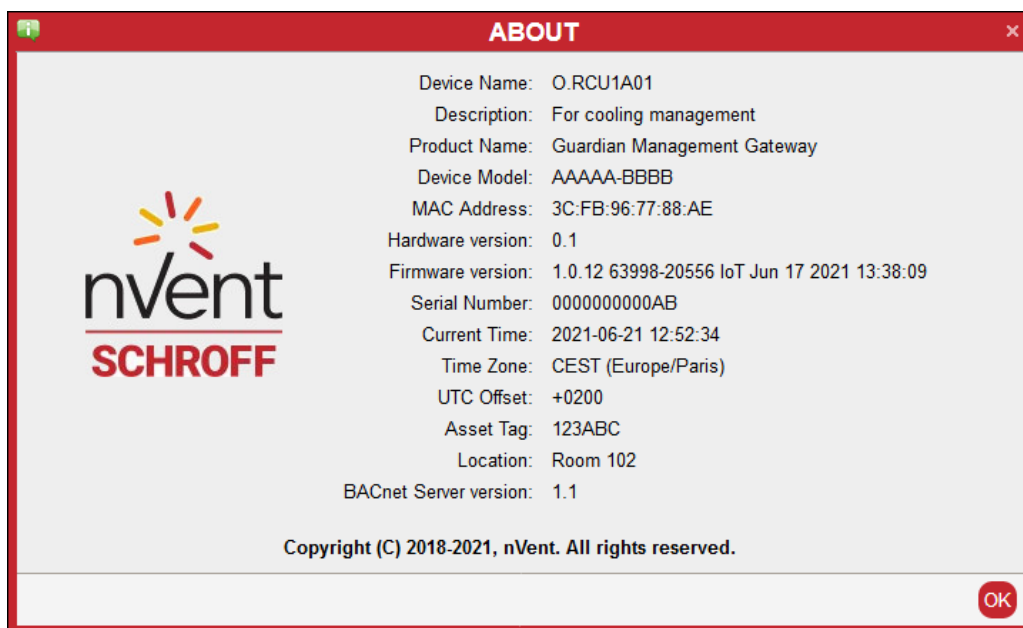 ABOUT
Device Name: O.RCU1A01
Description: For cooling management
Product Name: Guardian Management Gateway
Device Model: AAAAA-BBBB
MAC Address: 3C:FB:96:77:88:AE
Hardware version: 0.1
Firmware version: 1.0.12 63998-20556 IoT Jun 17 2021 13:38:09
Serial Number: 0000000000AB
Current Time: 2021-06-21 12:52:34
Time Zone: CEST (Europe/Paris)
UTC Offset: +0200
Asset Tag: 123ABC
Location: Room 102
BACnet Server version: 1.1
nVent
SCHROFF
Copyright (C) 2018-2021, nVent. All rights reserved.
OK